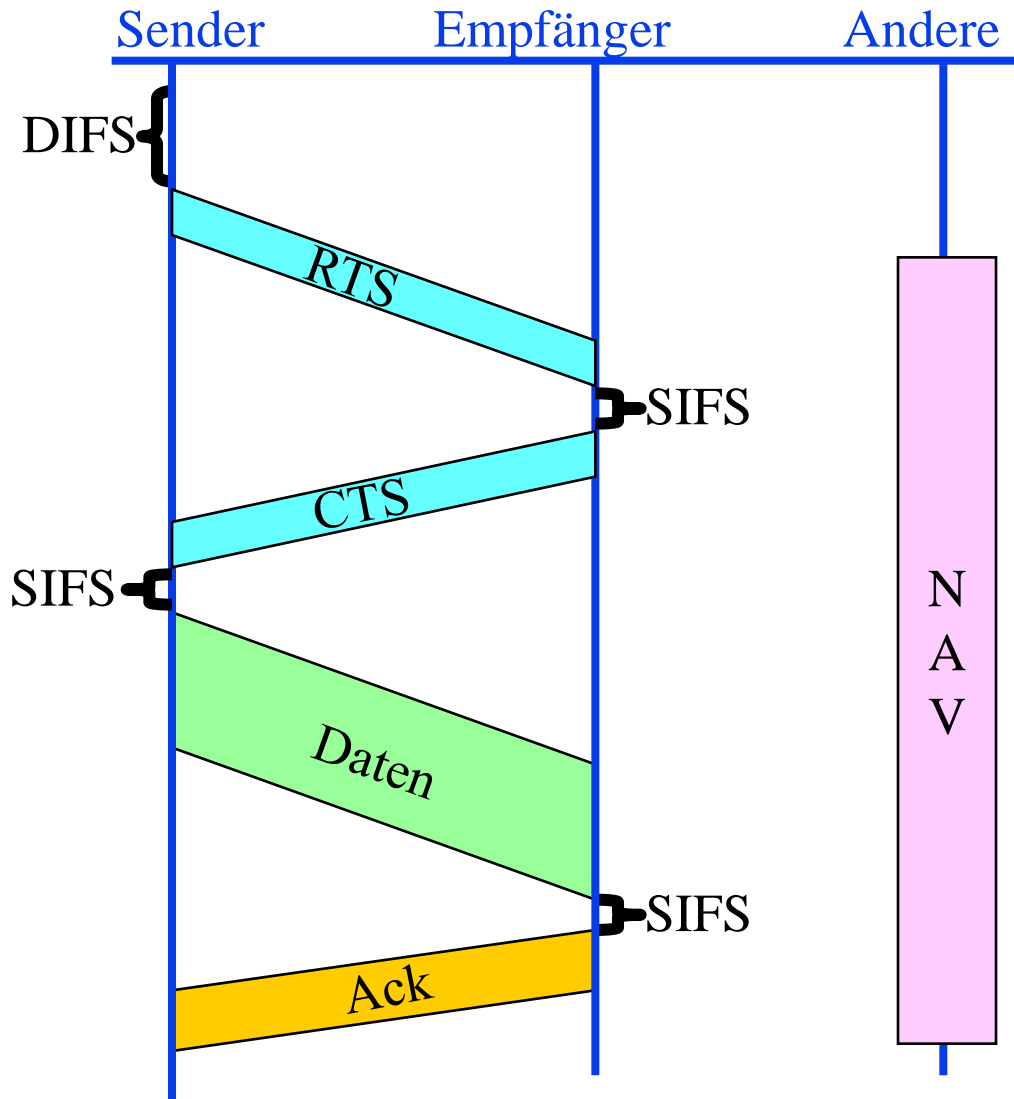 Sender Empfänger Andere
DIFS
RTS
SIFS
CTS
SIFS
N
A
V
Daten
SIFS
Ack